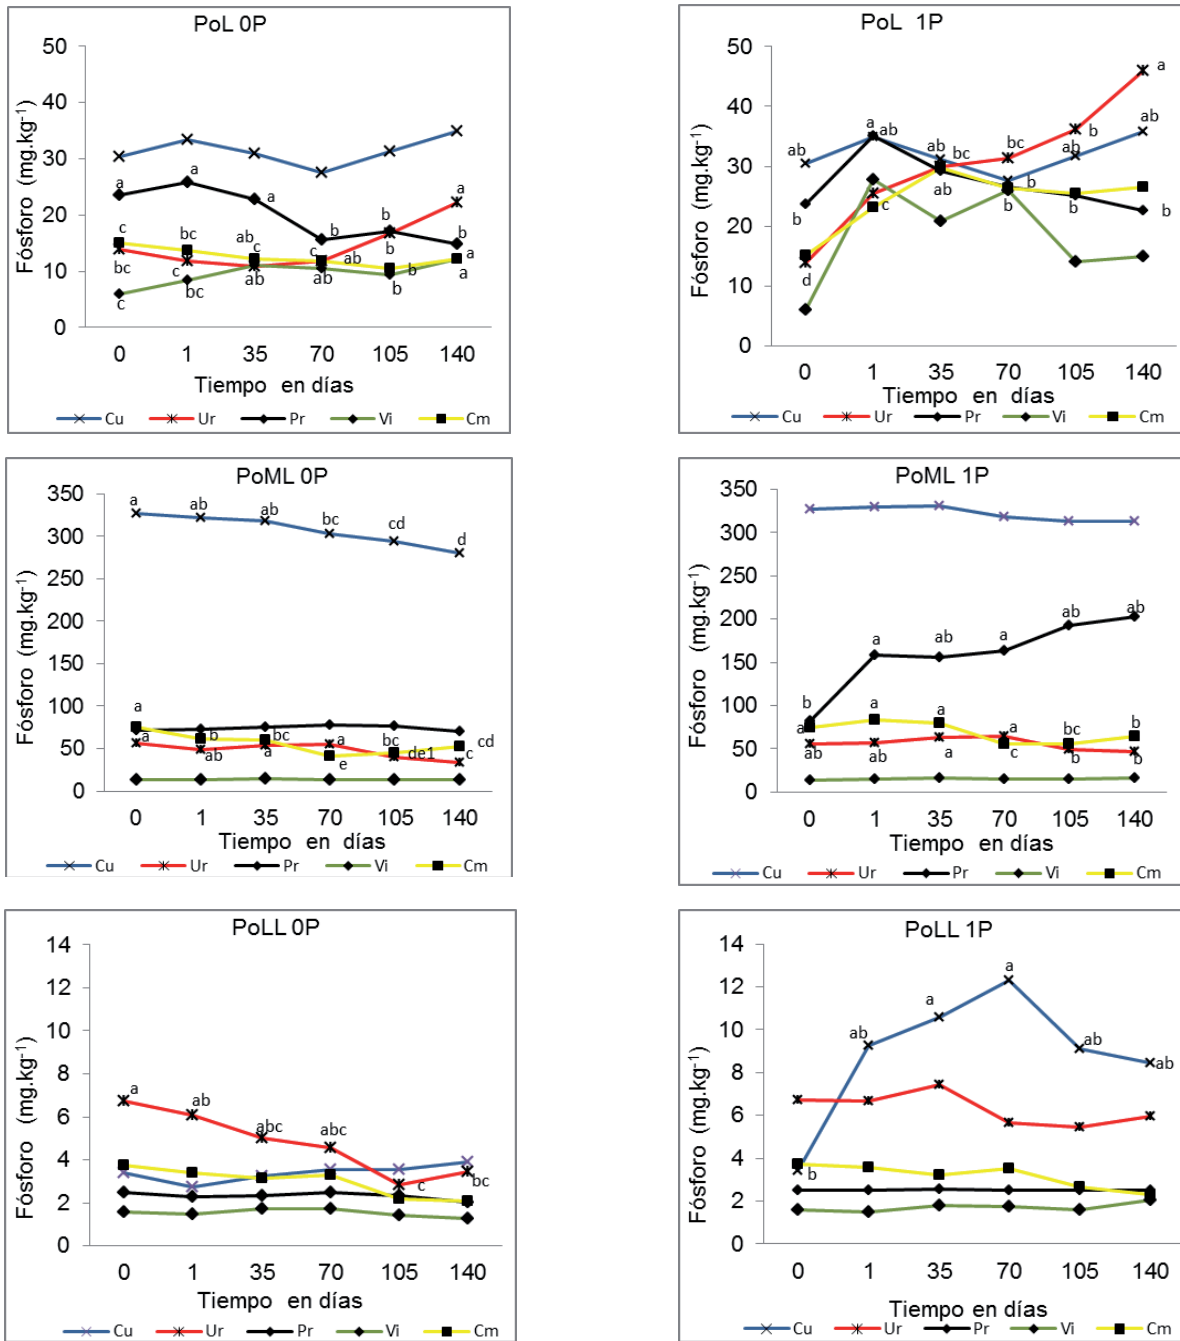 PoL 0P
Fósforo (mg.kg-1)
50
40
30
20
10
0
a
a
a
b
b
b
a
c
bc
ab
c
c
ab
b
b
a
bc
c
bc
ab
ab
b
a
c
0 1 35 70 105 140
Tiempo en días
Cu Ur Pr Vi Cm
PoL 1P
Fósforo (mg.kg-1)
50
40
30
20
10
0
ab
a
ab
ab
bc
bc
b
ab
ab
a
b
c
ab
b
b
b
b
d
0 1 35 70 105 140
Tiempo en días
Cu Ur Pr Vi Cm
PoML 0P
Fósforo (mg.kg-1)
350
300
250
200
150
100
50
0
a
ab
ab
bc
cd
d
a
a
b
ab
bc
a
a
e
bc
de1
cd
c
0 1 35 70 105 140
Tiempo en días
Cu Ur Pr Vi Cm
PoML 1P
Fósforo (mg.kg-1)
350
300
250
200
150
100
50
0
b
a
ab
a
ab
ab
a
a
a
a
bc
b
ab
ab
a
c
b
b
0 1 35 70 105 140
Tiempo en días
Cu Ur Pr Vi Cm
PoLL 0P
Fósforo (mg.kg-1)
14
12
10
8
6
4
2
0
a
ab
abc
abc
c
bc
0 1 35 70 105 140
Tiempo en días
Cu Ur Pr Vi Cm
PoLL 1P
Fósforo (mg.kg-1)
14
12
10
8
6
4
2
0
b
ab
a
a
ab
ab
0 1 35 70 105 140
Tiempo en días
Cu Ur Pr Vi Cm